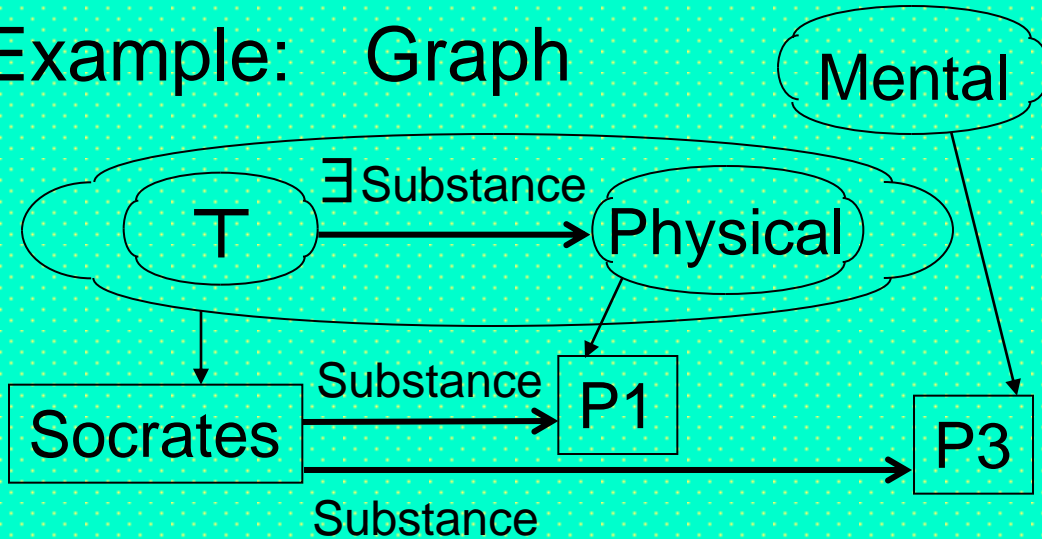 Example: Graph
Mental
∃ Substance
⊤ Physical
Substance
P1
Socrates
P3
Substance